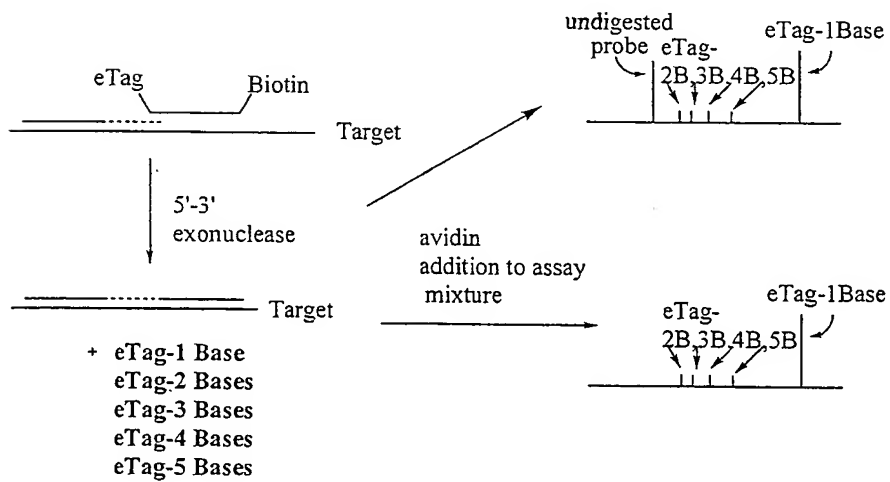 eTag
Biotin
Target
5'-3'
exonuclease
Target
+ eTag-1 Base
eTag-2 Bases
eTag-3 Bases
eTag-4 Bases
eTag-5 Bases
avidin
addition to assay
mixture
undigested
probe
eTag-
2B,3B,4B,5B
eTag-1Base
eTag-
2B,3B,4B,5B
eTag-1Base